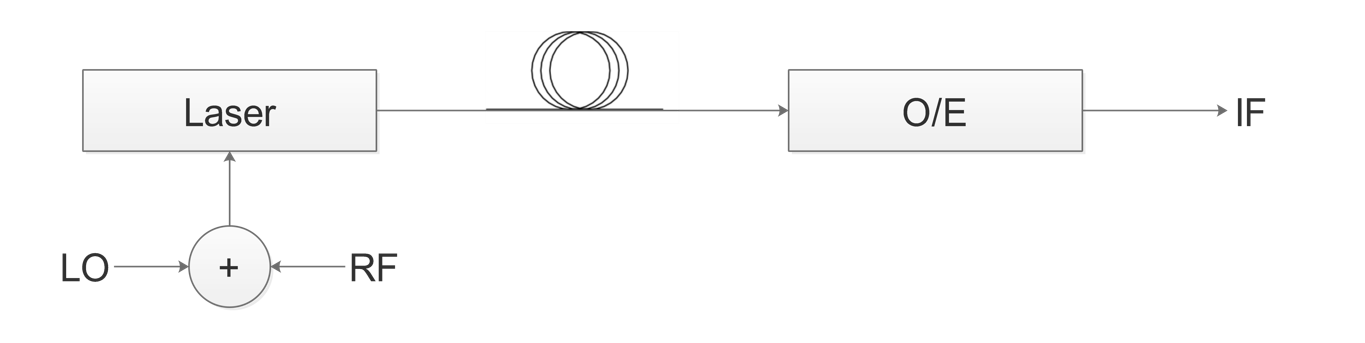 Laser
O/E
IF
LO
+
RF